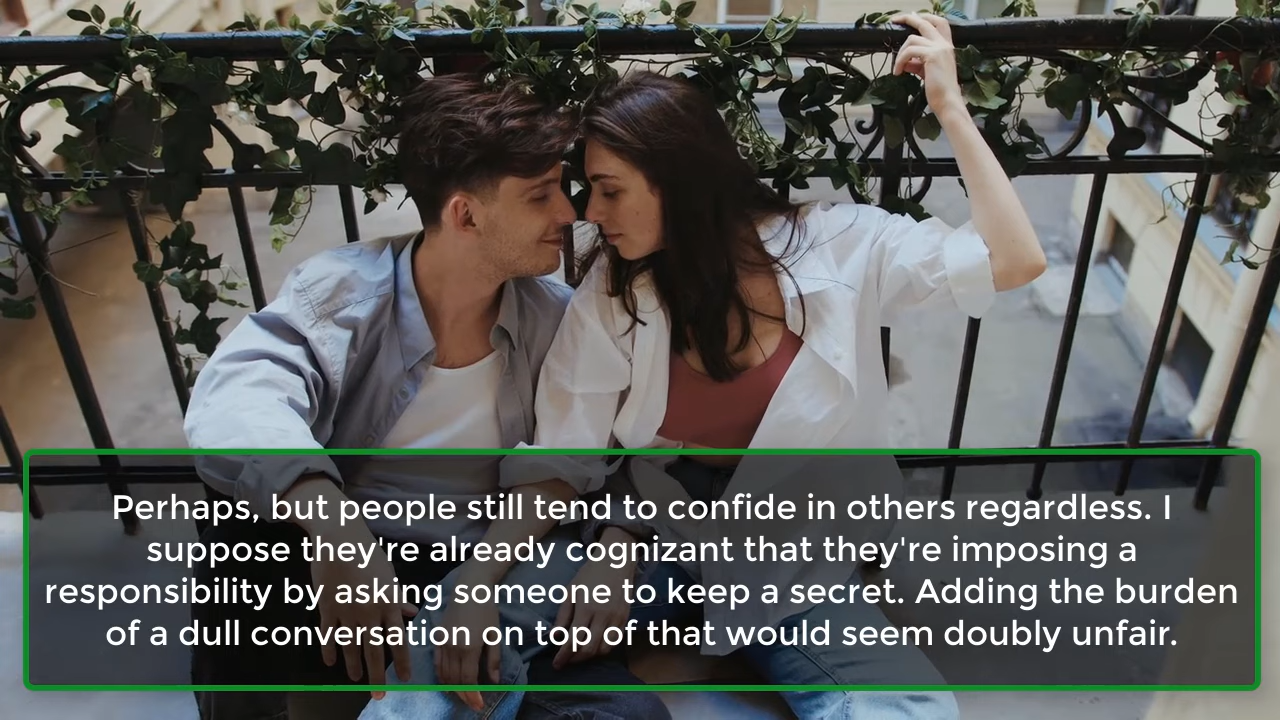 Perhaps, but people still tend to confide in others regardless. I
suppose they're already cognizant that they're imposing a
responsibility by asking someone to keep a secret. Adding the burden
of a dull conversation on top of that would seem doubly unfair.